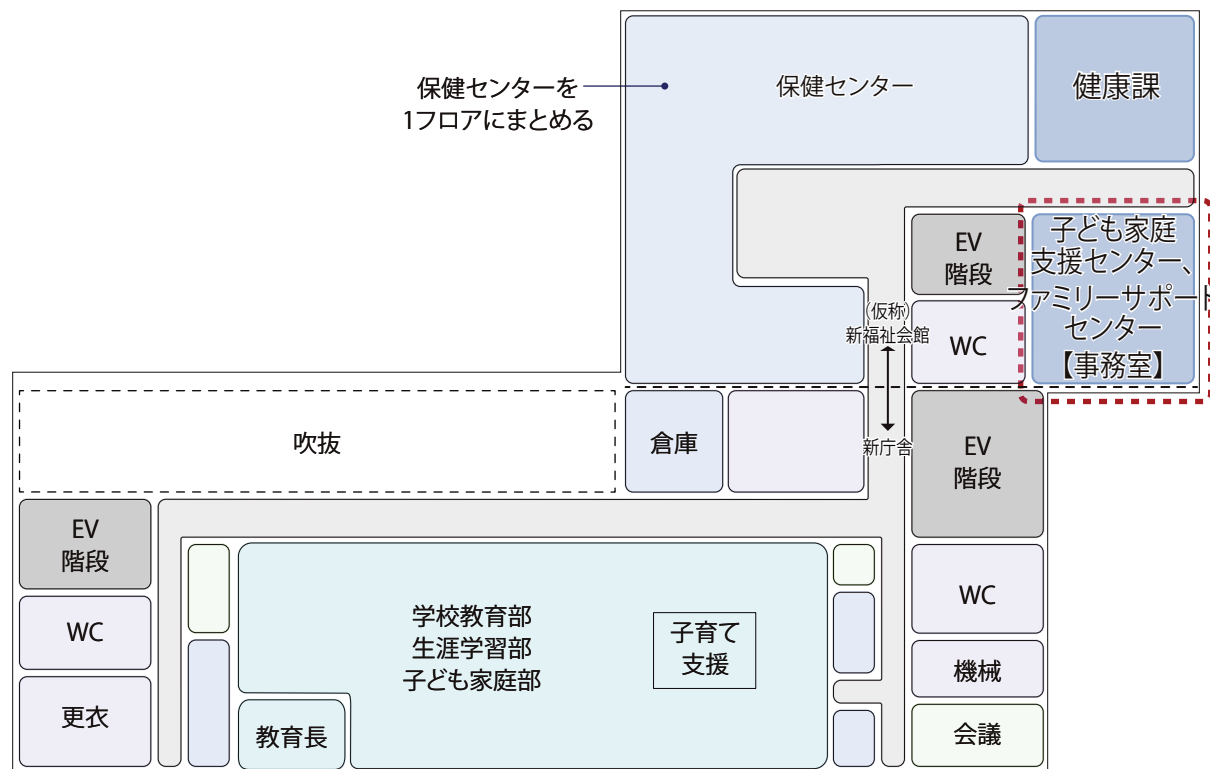 保健センターを
1フロアにまとめる
保健センター
健康課
EV
階段
子ども家庭
支援センター、
ファミリーサポート
センター
【事務室】
(仮称)
新福祉会館
WC
吹抜
倉庫
新庁舎
EV
階段
EV
階段
WC
更衣
学校教育部
生涯学習部
子ども家庭部
子育て
支援
教育長
WC
機械
会議